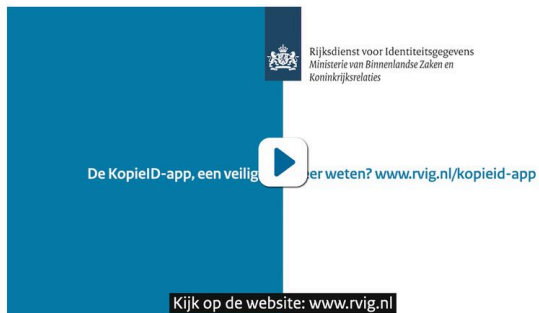 Rijksdienst voor Identiteitsgegevens
Ministerie van Binnenlandse Zaken en
Koninkrijksrelaties
De KopieID-app, een veilig
er weten? www.rvig.nl/kopieid-app
Kijk op de website: www.rvig.nl